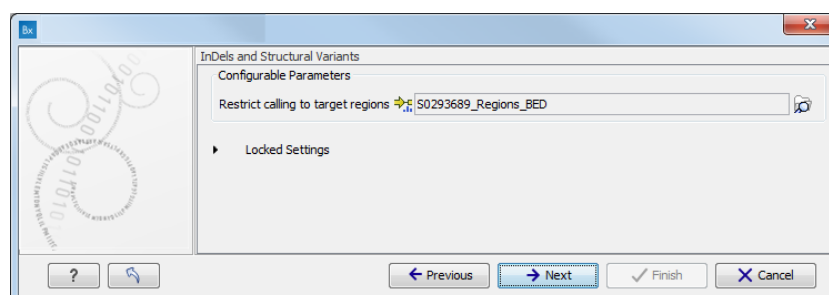 Bx
InDels and Structural Variants
Configurable Parameters
Restrict calling to target regions S0293689_Regions_BED
Locked Settings
? Previous Next Finish Cancel